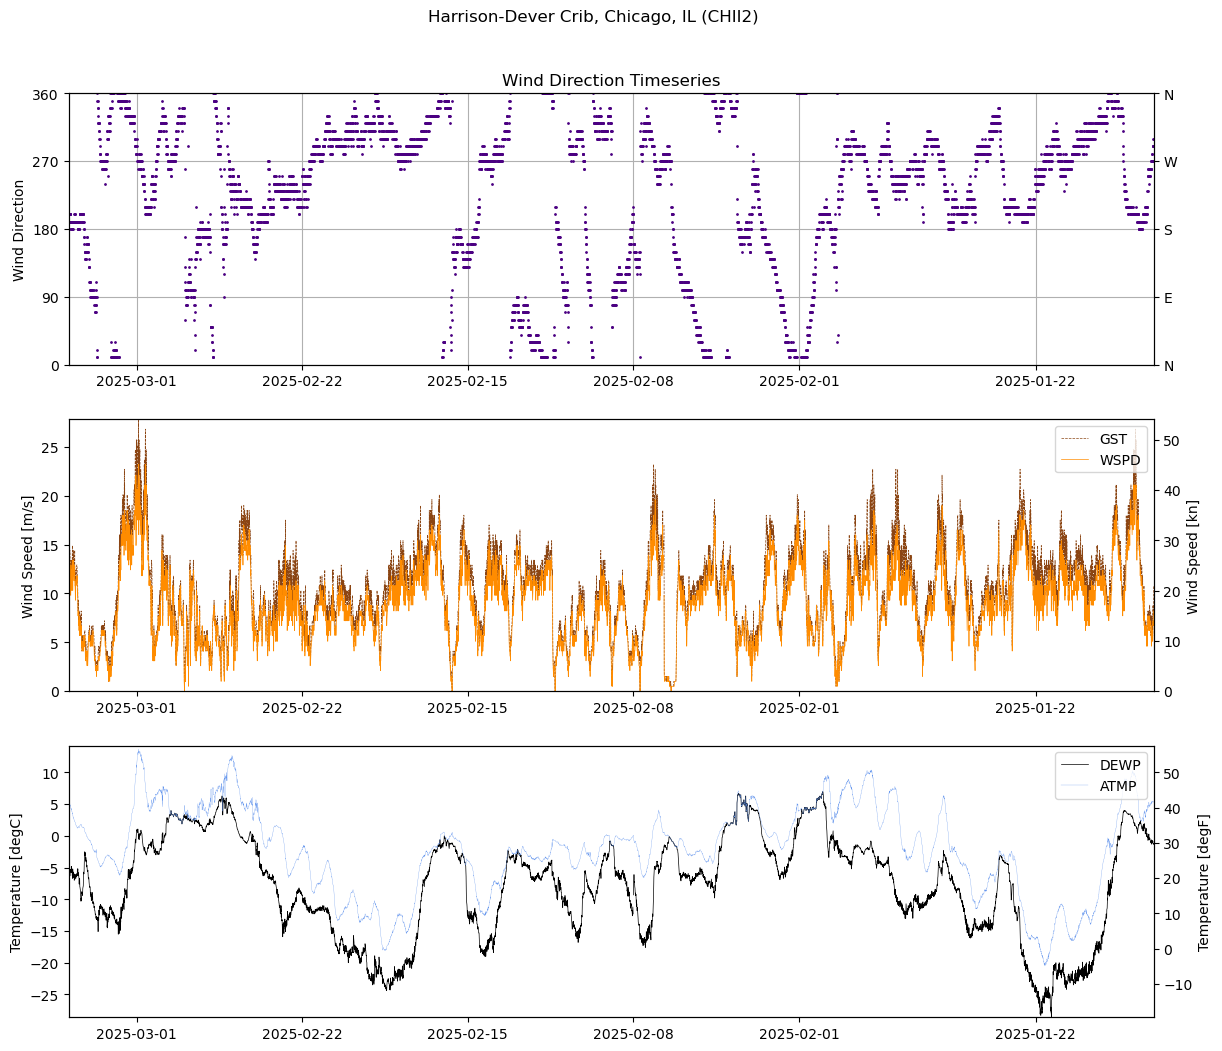 Harrison-Dever Crib, Chicago, IL (CHII2)
Wind Direction Timeseries
Wind Direction
360
270
180
90
0
N
W
S
E
N
2025-03-01 2025-02-22 2025-02-15 2025-02-08 2025-02-01 2025-01-22
Wind Speed [m/s]
25
20
15
10
5
0
GST
WSPD
50
40
30
20
10
0
Wind Speed [kn]
2025-03-01 2025-02-22 2025-02-15 2025-02-08 2025-02-01 2025-01-22
Temperature [degC]
10
5
0
−5
−10
−15
−20
−25
DEWP
ATMP
50
40
30
20
10
0
−10
Temperature [degF]
2025-03-01 2025-02-22 2025-02-15 2025-02-08 2025-02-01 2025-01-22